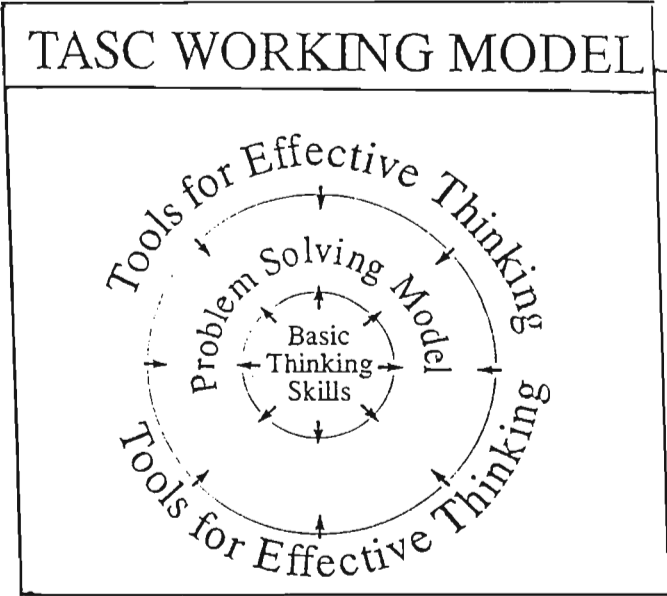 TASC WORKING MODEL
Tools for Effective Thinking
Problem Solving Model
Basic
Thinking
Skills
Tools for Effective Thinking